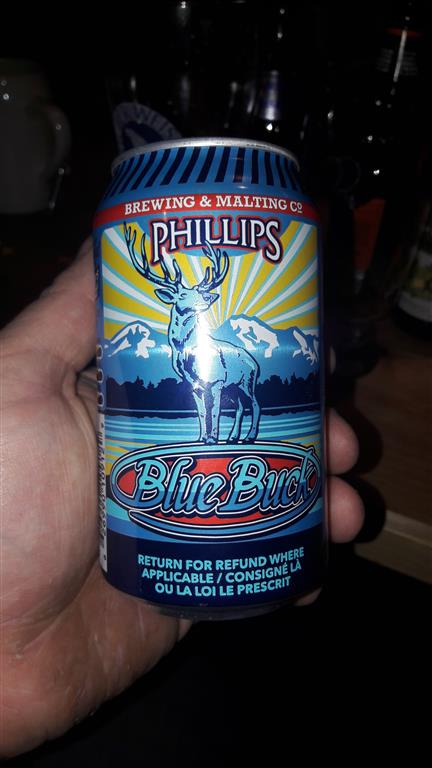 BREWING & MALTING CO
PHILLIPS
Blue Buck
RETURN FOR REFUND WHERE
APPLICABLE / CONSIGNÉ LÀ
OU LA LOI LE PRESCRIT